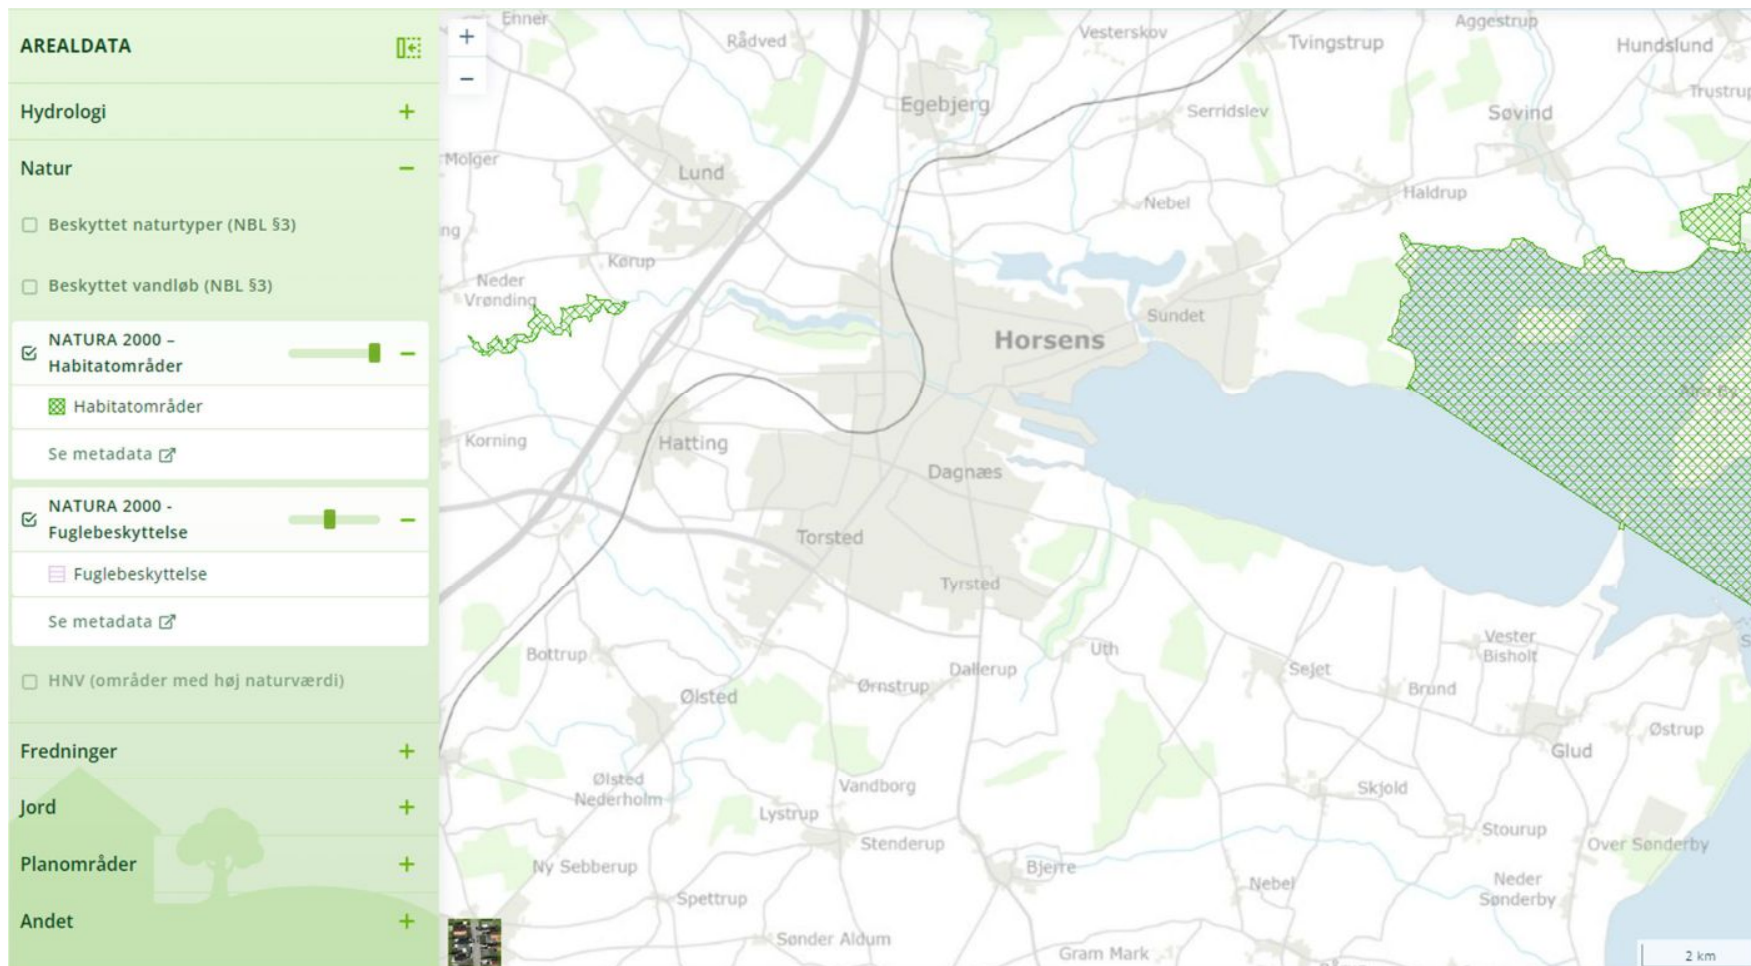 AREALDATA
Hydrologi
Natur
Beskyttet naturtyper (NBL §3)
Beskyttet vandløb (NBL §3)
NATURA 2000 –
Habitatområder
Habitatområder
Se metadata
NATURA 2000 -
Fuglebeskyttelse
Fuglebeskyttelse
Se metadata
HNV (områder med høj naturværdi)
Fredninger
Jord
Planområder
Andet
+
−
Enner
Rådved
Vesterskov
Tvingstrup
Aggestrup
Hundslund
Egebjerg
Serridslev
Søvind
Trustrup
Molger
Lund
Nebel
Haldrup
ng
Kørup
Neder
Vrønding
Sundet
Horsens
Korning
Hatting
Dagnæs
Torsted
Tyrsted
Bottrup
Ølsted
Ørnstrup
Dallerup
Uth
Sejet
Vester
Bisholt
Brund
Glud
Østrup
Ølsted
Nederholm
Vandborg
Lystrup
Stenderup
Skjold
Stourup
Over Sønderby
Ny Sebberup
Bjerre
Nebel
Neder
Sønderby
Spettrup
Sønder Aldum
Gram Mark
2 km